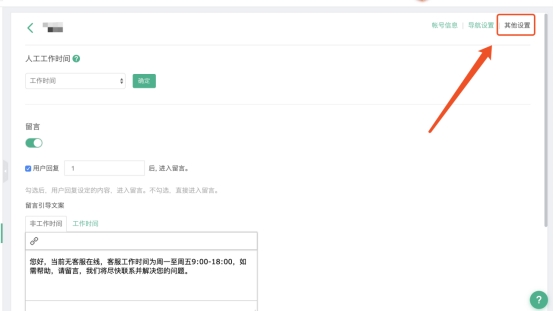 帐号信息 导航设置 其他设置
人工工作时间 ?
工作时间 确定
留言
用户回复 1 后, 进入留言。
勾选后，用户回复设定的内容，进入留言。不勾选，直接进入留言。
留言引导文案
非工作时间 工作时间
您好，当前无客服在线，客服工作时间为周一至周五9:00-18:00，如
需帮助，请留言，我们将尽快联系并解决您的问题。
?